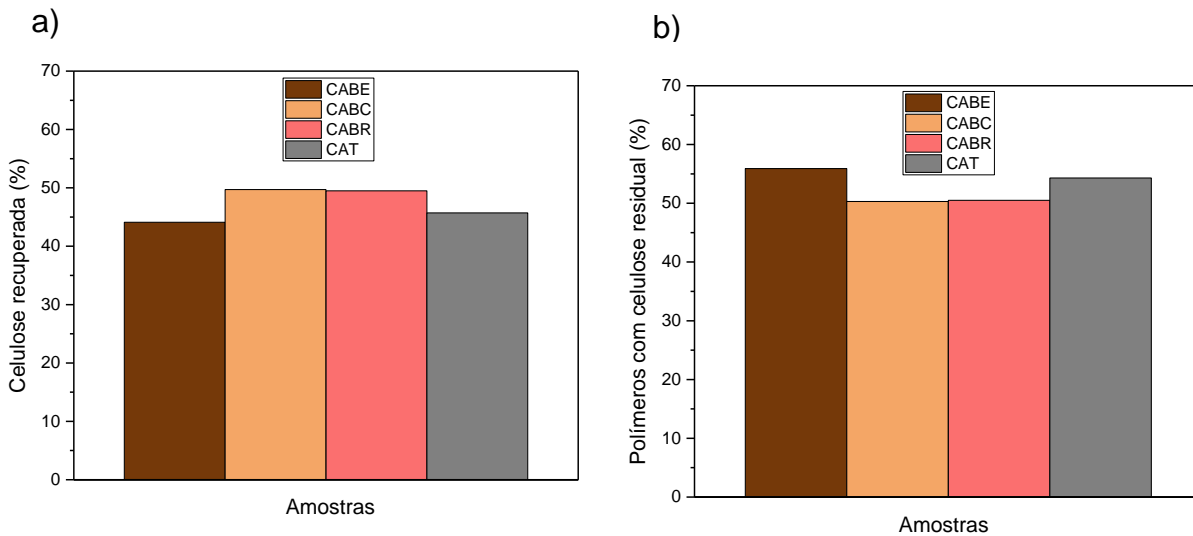 a)
70
60
50
40
30
20
10
0
Celulose recuperada (%)
CABE
CABC
CABR
CAT
Amostras
b)
70
60
50
40
30
20
10
0
Polímeros com celulose residual (%)
CABE
CABC
CABR
CAT
Amostras